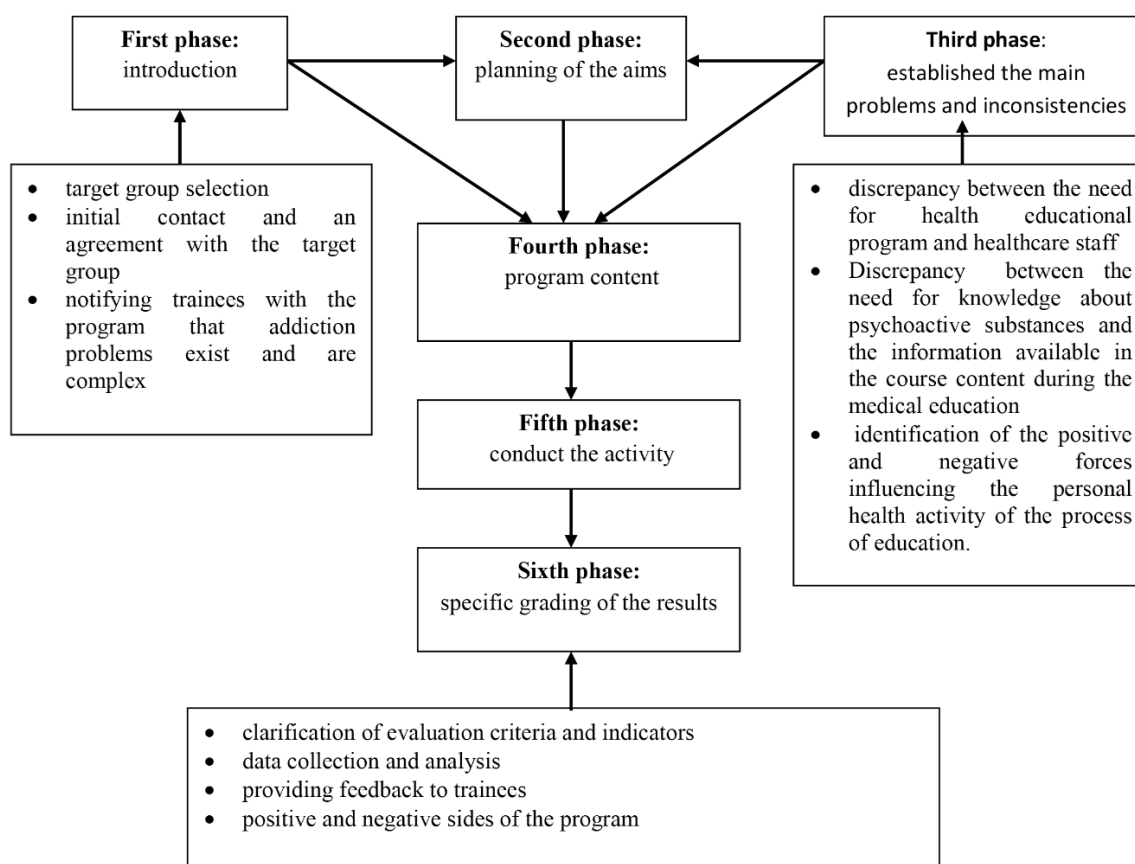 First phase:
introduction
Second phase:
planning of the aims
Third phase:
established the main
problems and inconsistencies
• target group selection
• initial contact and an
agreement with the target
group
• notifying trainees with the
program that addiction
problems exist and are
complex
• discrepancy between the need
for health educational
program and healthcare staff
• Discrepancy between the
need for knowledge about
psychoactive substances and
the information available in
the course content during the
medical education
• identification of the positive
and negative forces
influencing the personal
health activity of the process
of education.
Fourth phase:
program content
Fifth phase:
conduct the activity
Sixth phase:
specific grading of the results
• clarification of evaluation criteria and indicators
• data collection and analysis
• providing feedback to trainees
• positive and negative sides of the program